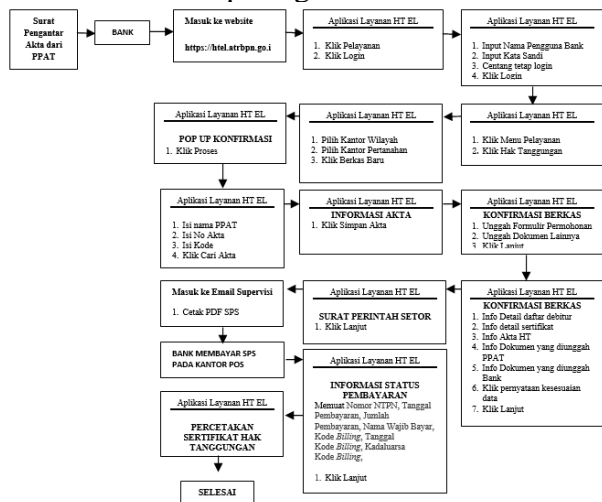 Surat
Pengantar
Akta dari
PPAT
BANK
Masuk ke website
https://htel.atrbpn.go.i
Aplikasi Layanan HT EL
1. Klik Pelayanan
2. Klik Login
Aplikasi Layanan HT EL
1. Input Nama Pengguna Bank
2. Input Kata Sandi
3. Centang tetap login
4. Klik Login
Aplikasi Layanan HT EL
POP UP KONFIRMASI
1. Klik Proses
Aplikasi Layanan HT EL
1. Pilih Kantor Wilayah
2. Pilih Kantor Pertanahan
3. Klik Berkas Baru
Aplikasi Layanan HT EL
1. Klik Menu Pelayanan
2. Klik Hak Tanggungan
Aplikasi Layanan HT EL
1. Isi nama PPAT
2. Isi No Akta
3. Isi Kode
4. Klik Cari Akta
Aplikasi Layanan HT EL
INFORMASI AKTA
1. Klik Simpan Akta
Aplikasi Layanan HT EL
KONFIRMASI BERKAS
1. Unggah Formulir Permohonan
2. Unggah Dokumen Lainnya
3. Klik Lanjut
Masuk ke Email Supervisi
1. Cetak PDF SPS
Aplikasi Layanan HT EL
SURAT PERINTAH SETOR
1. Klik Lanjut
Aplikasi Layanan HT EL
KONFIRMASI BERKAS
1. Info Detail daftar debitur
2. Info detail sertifikat
3. Info Akta HT
4. Info Dokumen yang diunggah
PPAT
5. Info Dokumen yang diunggah
Bank
6. Klik pernyataan kesesuaian
data
7. Klik Lanjut
BANK MEMBAYAR SPS
PADA KANTOR POS
Aplikasi Layanan HT EL
INFORMASI STATUS
PEMBAYARAN
Memuat Nomor NTPN, Tanggal
Pembayaran, Jumlah
Pembayaran, Nama Wajib Bayar,
Kode Billing, Tanggal
Kode Billing, Kadaluarsa
Kode Billing,
1. Klik Lanjut
Aplikasi Layanan HT EL
PERCETAKAN
SERTIFIKAT HAK
TANGGUNGAN
SELESAI